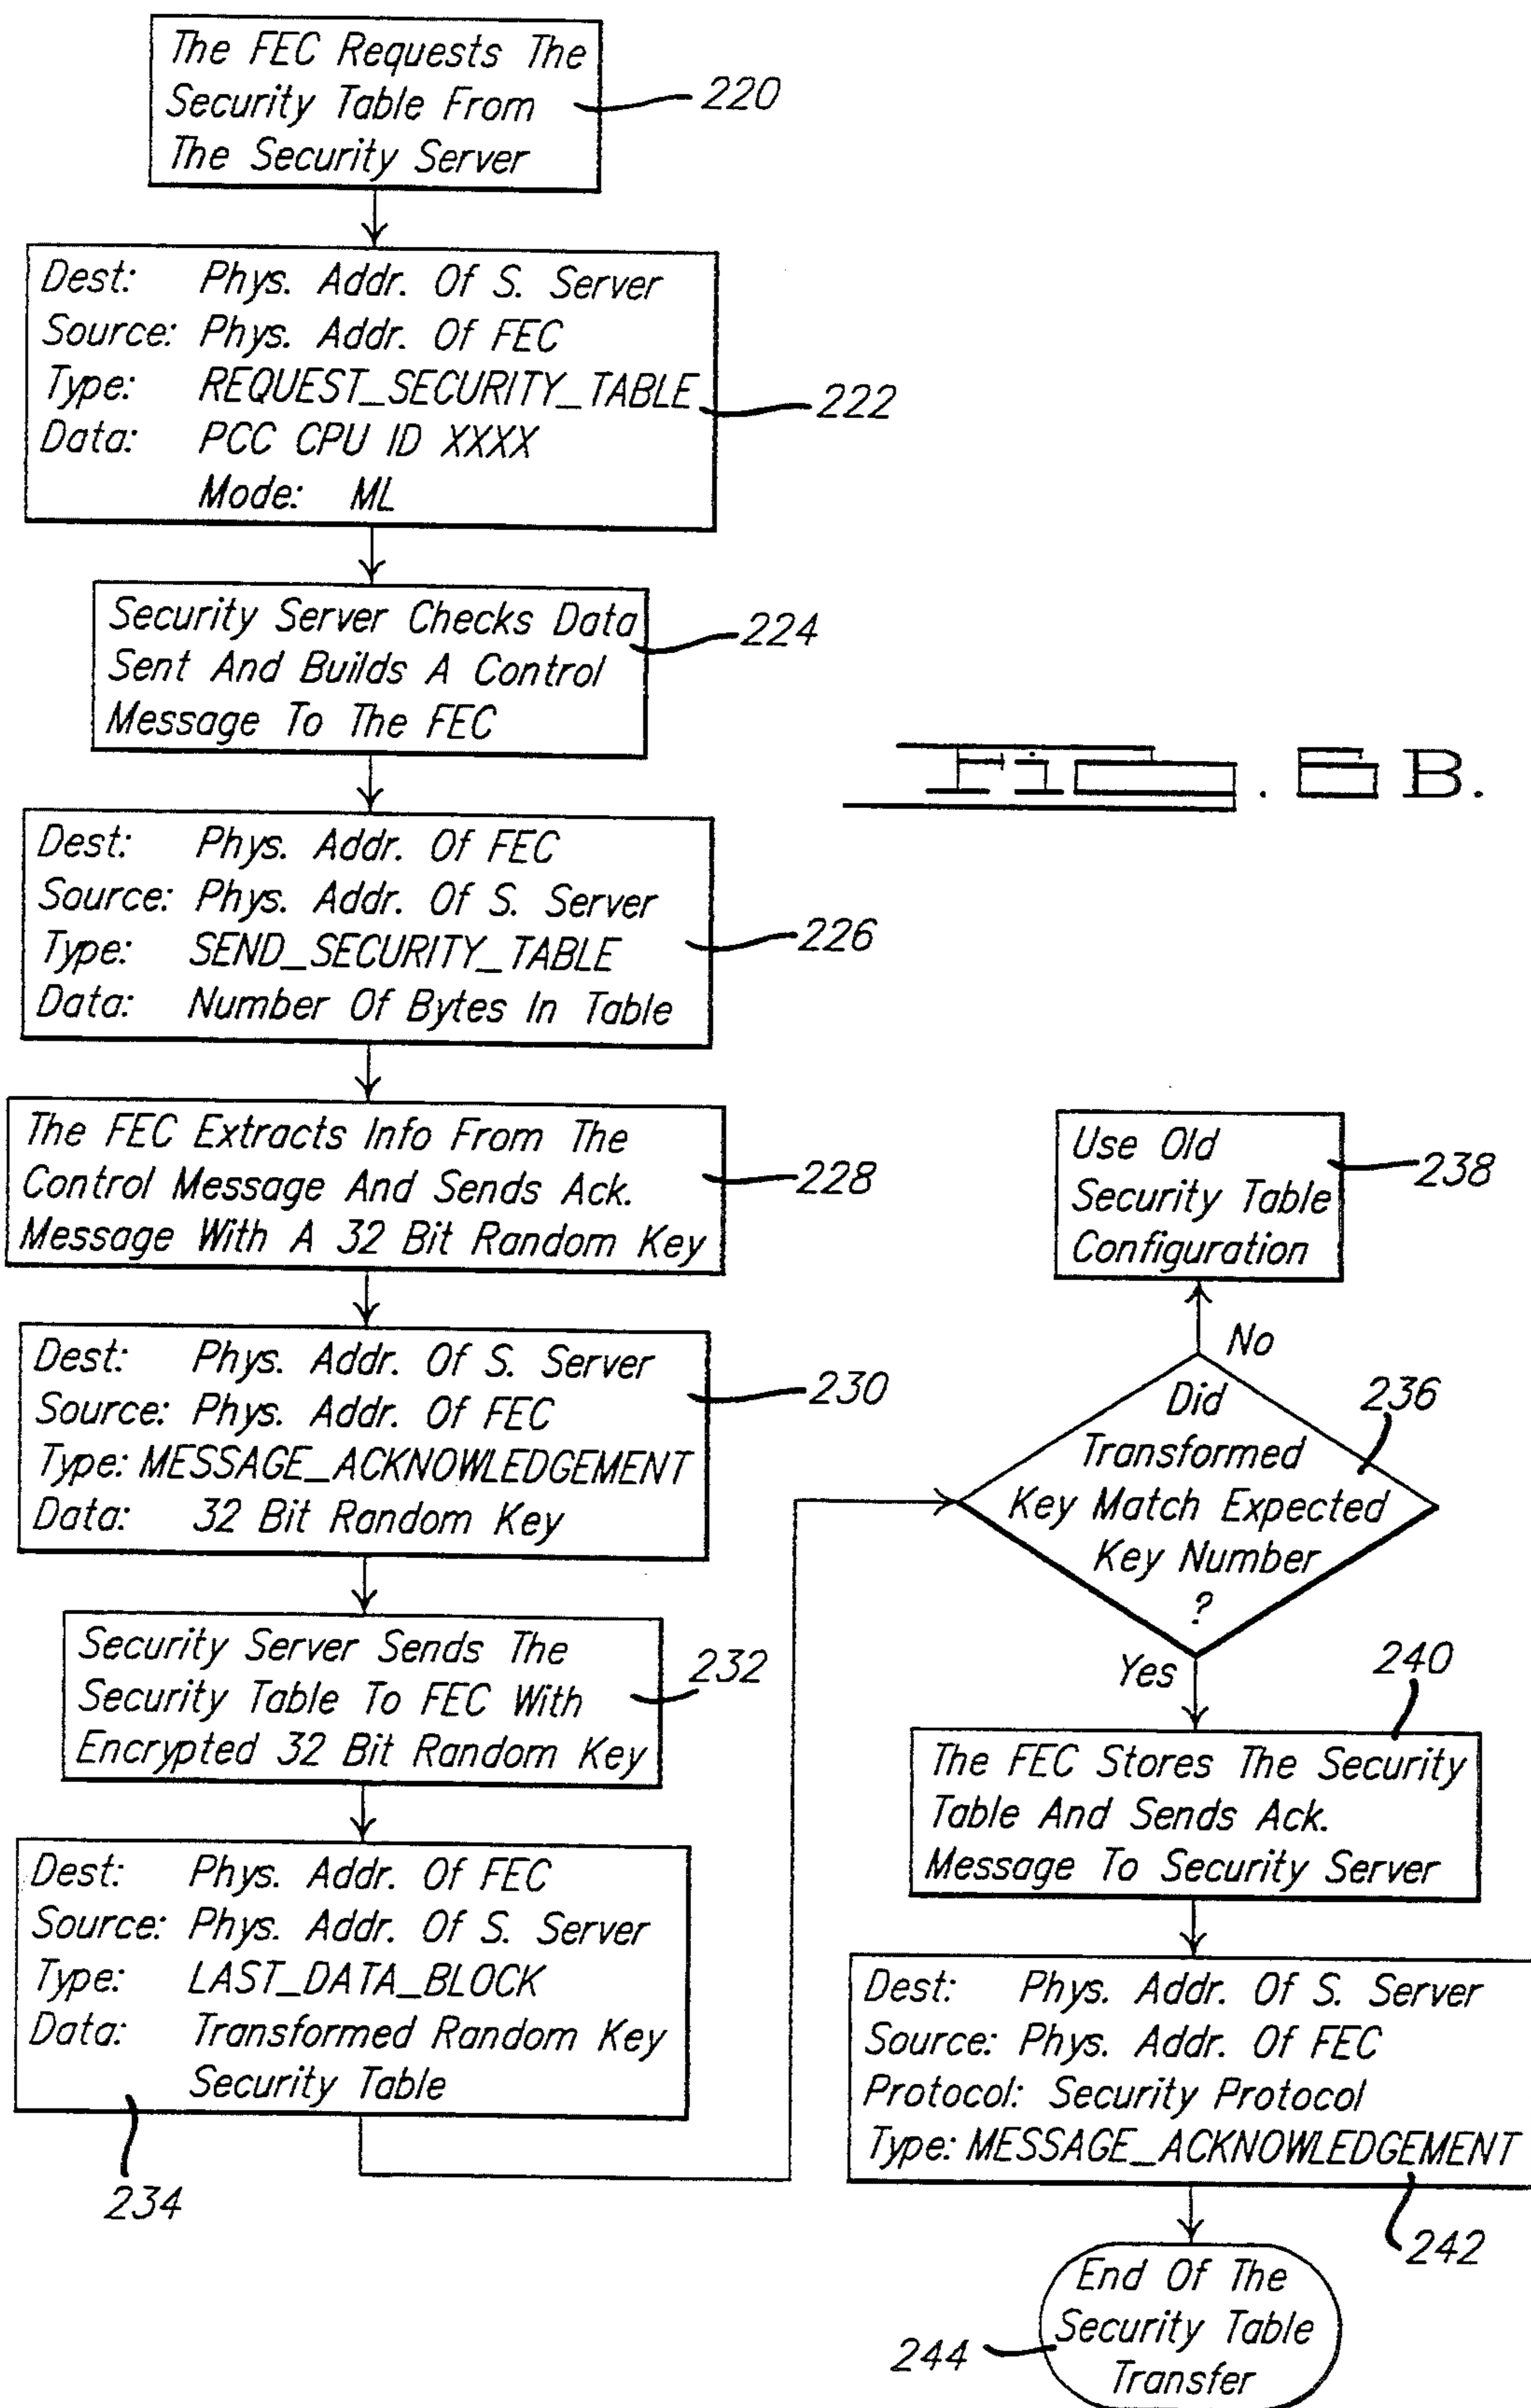 The FEC Requests The
Security Table From
The Security Server
220
Dest: Phys. Addr. Of S. Server
Source: Phys. Addr. Of FEC
Type: REQUEST_SECURITY_TABLE
Data: PCC CPU ID XXXX
Mode: ML
222
Security Server Checks Data
Sent And Builds A Control
Message To The FEC
224
Dest: Phys. Addr. Of FEC
Source: Phys. Addr. Of S. Server
Type: SEND_SECURITY_TABLE
Data: Number Of Bytes In Table
226
The FEC Extracts Info From The
Control Message And Sends Ack.
Message With A 32 Bit Random Key
228
Dest: Phys. Addr. Of S. Server
Source: Phys. Addr. Of FEC
Type: MESSAGE_ACKNOWLEDGEMENT
Data: 32 Bit Random Key
230
Security Server Sends The
Security Table To FEC With
Encrypted 32 Bit Random Key
232
Dest: Phys. Addr. Of FEC
Source: Phys. Addr. Of S. Server
Type: LAST_DATA_BLOCK
Data: Transformed Random Key
Security Table
234
B.
Use Old
Security Table
Configuration
238
No
Did
Transformed
Key Match Expected
Key Number
?
236
Yes
240
The FEC Stores The Security
Table And Sends Ack.
Message To Security Server
Dest: Phys. Addr. Of S. Server
Source: Phys. Addr. Of FEC
Protocol: Security Protocol
Type: MESSAGE_ACKNOWLEDGEMENT
242
End Of The
Security Table
Transfer
244